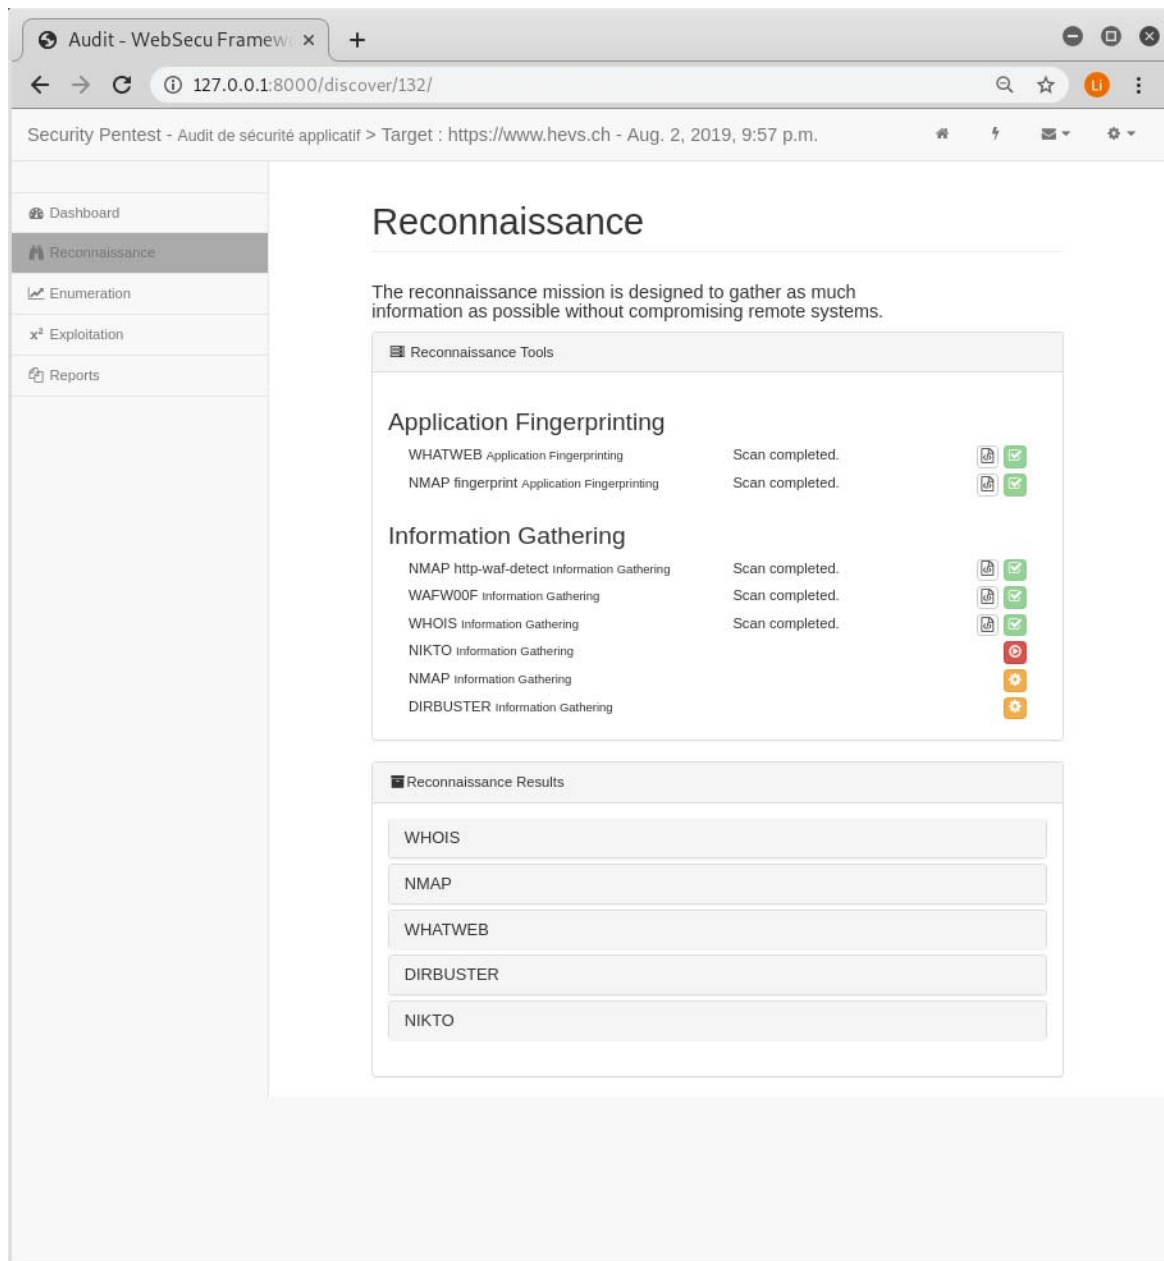 Audit - WebSecu Framew
127.0.0.1:8000/discover/132/
Li
Security Pentest - Audit de sécurité applicatif > Target : https://www.hevs.ch - Aug. 2, 2019, 9:57 p.m.
Dashboard
Reconnaissance
Enumeration
x² Exploitation
Reports
Reconnaissance
The reconnaissance mission is designed to gather as much
information as possible without compromising remote systems.
Reconnaissance Tools
Application Fingerprinting
WHATWEB Application Fingerprinting Scan completed.
NMAP fingerprint Application Fingerprinting Scan completed.
Information Gathering
NMAP http-waf-detect Information Gathering Scan completed.
WAFW00F Information Gathering Scan completed.
WHOIS Information Gathering Scan completed.
NIKTO Information Gathering
NMAP Information Gathering
DIRBUSTER Information Gathering
Reconnaissance Results
WHOIS
NMAP
WHATWEB
DIRBUSTER
NIKTO